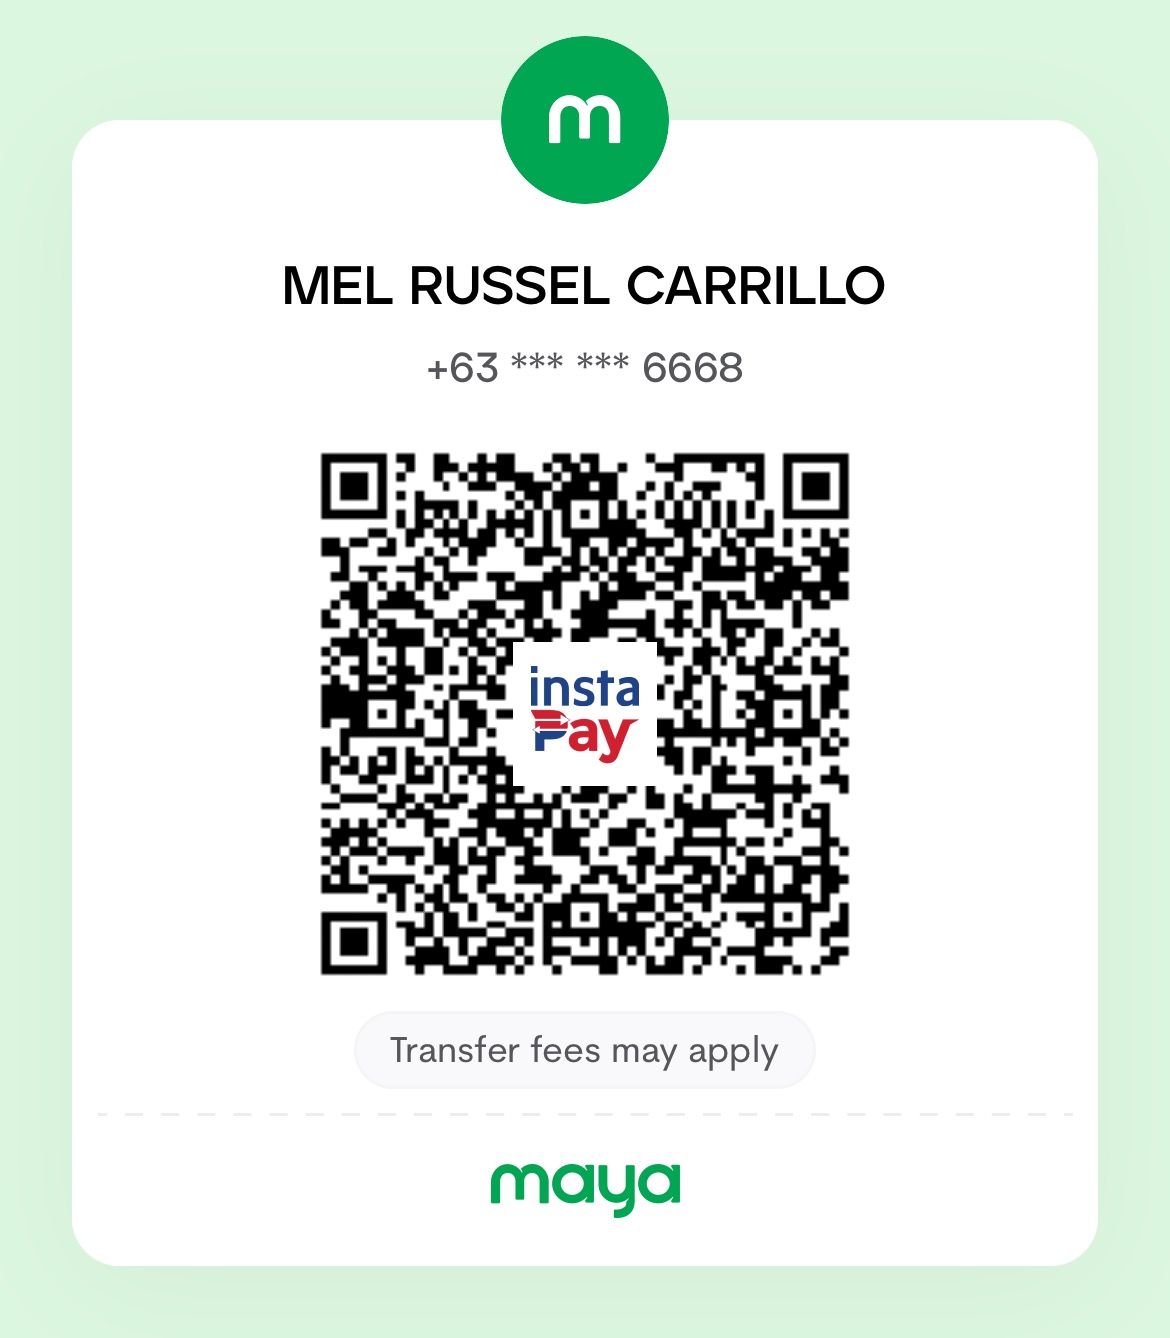 m
MEL RUSSEL CARRILLO
+63 *** *** 6668
insta
Pay
Transfer fees may apply
maya